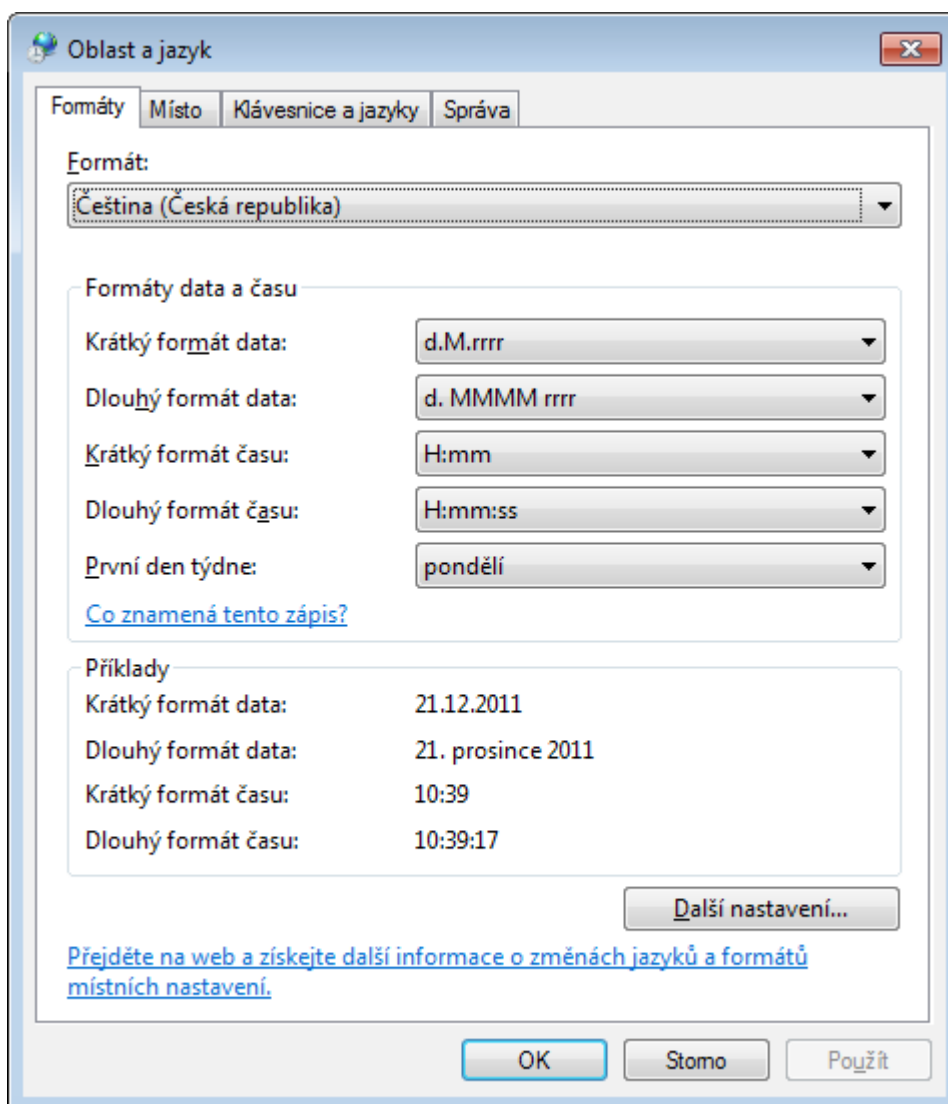 Oblast a jazyk
Formáty Místo Klávesnice a jazyky Správa
Formát:
Čeština (Česká republika)
Formáty data a času
Krátký formát data: d.M.rrrr
Dlouhý formát data: d. MMMM rrrr
Krátký formát času: H:mm
Dlouhý formát času: H:mm:ss
První den týdne: pondělí
Co znamená tento zápis?
Příklady
Krátký formát data: 21.12.2011
Dlouhý formát data: 21. prosince 2011
Krátký formát času: 10:39
Dlouhý formát času: 10:39:17
Další nastavení...
Přejděte na web a získejte další informace o změnách jazyků a formátů
místních nastavení.
OK Storno Použít